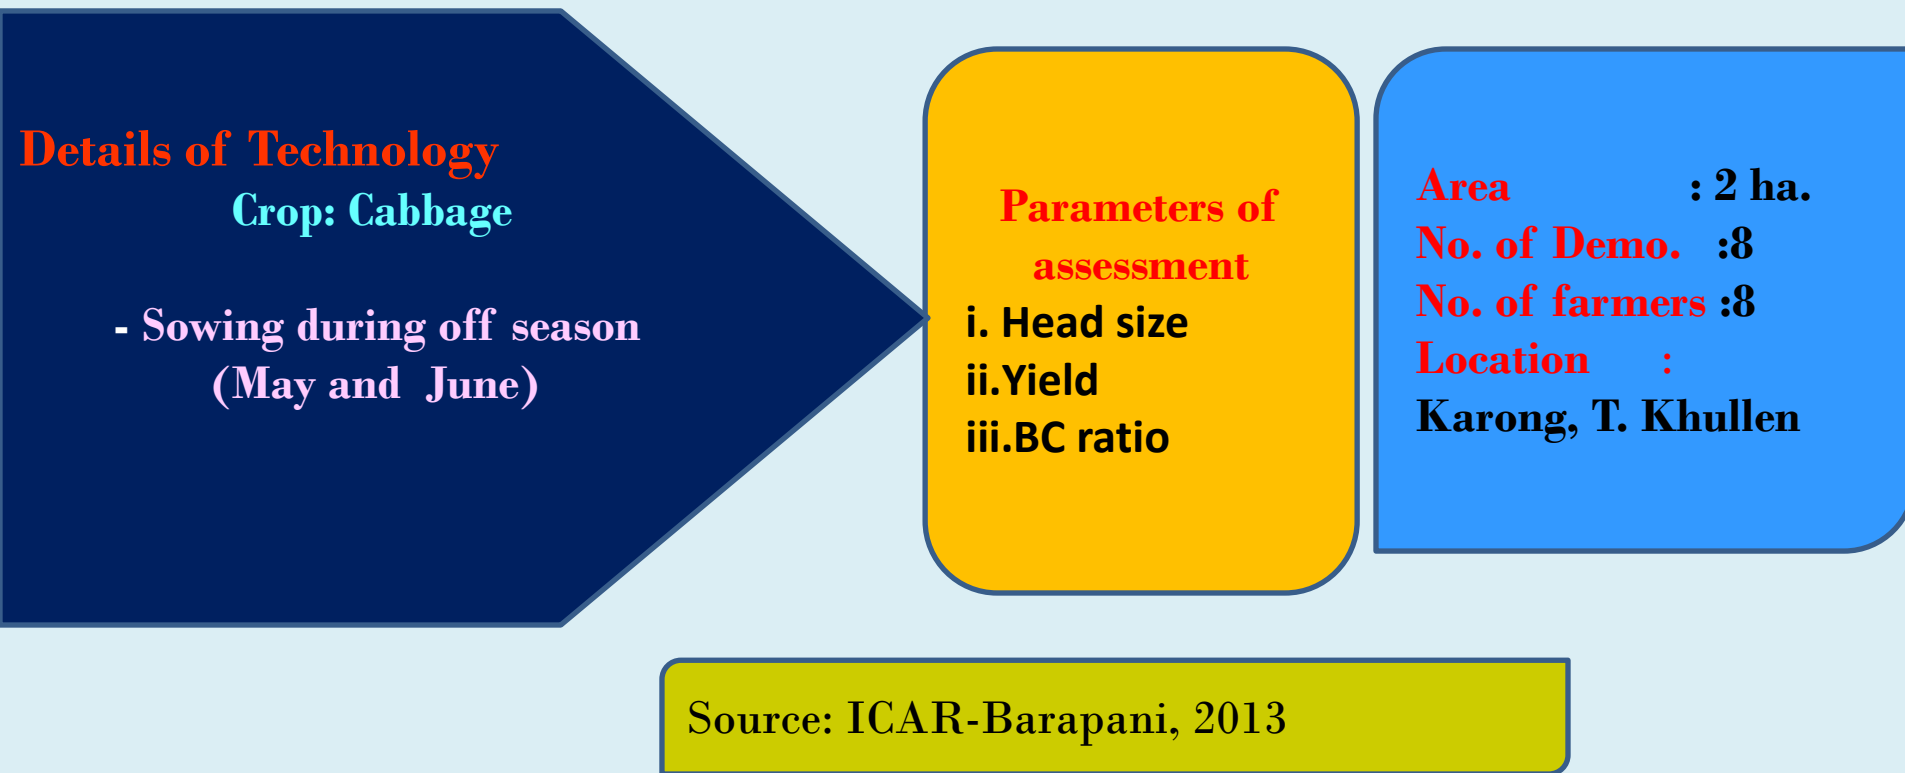 Details of Technology
Crop: Cabbage
- Sowing during off season
(May and June)
Parameters of
assessment
i. Head size
ii.Yield
iii.BC ratio
Area : 2 ha.
No. of Demo. :8
No. of farmers :8
Location :
Karong, T. Khullen
Source: ICAR-Barapani, 2013